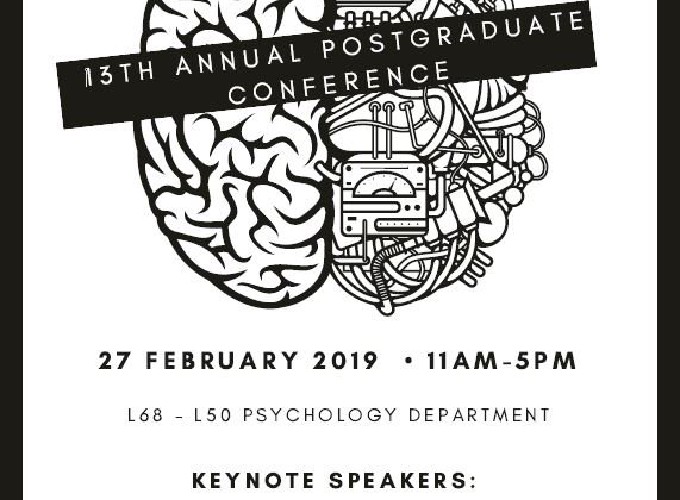 13TH ANNUAL POSTGRADUATE
CONFERENCE
27 FEBRUARY 2019 • 11AM-5PM
L68 - L50 PSYCHOLOGY DEPARTMENT
KEYNOTE SPEAKERS: